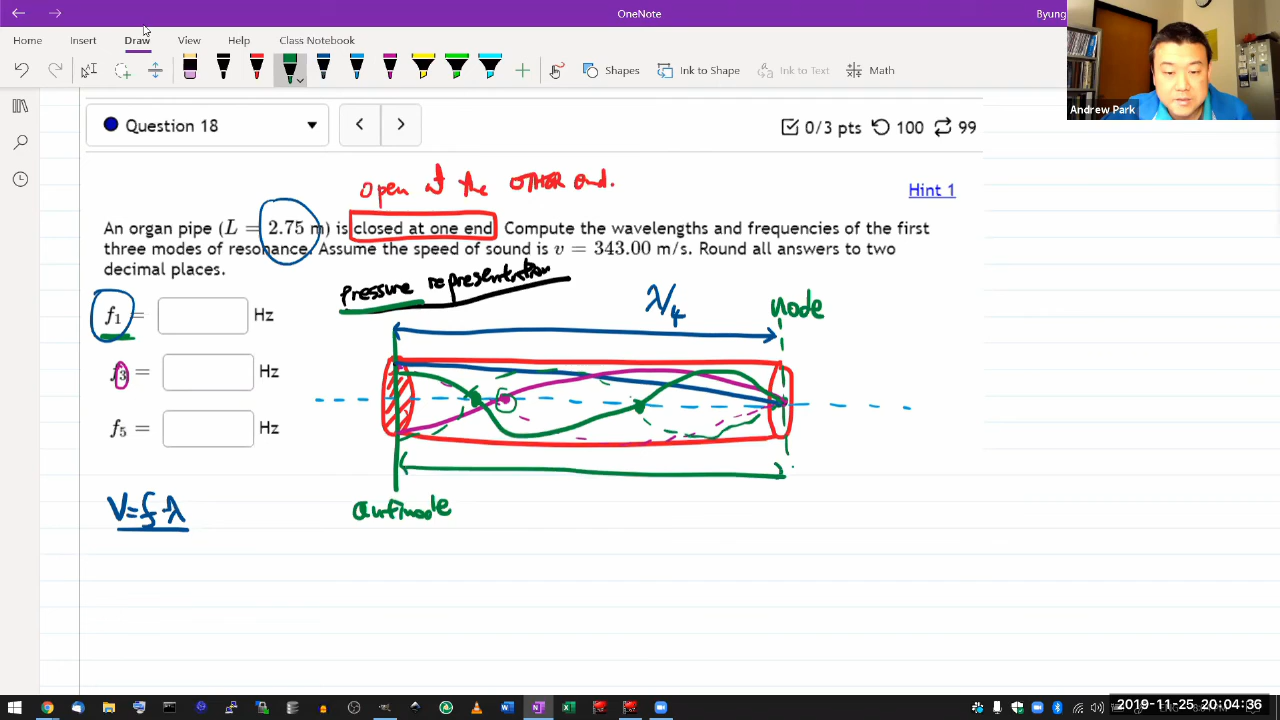 OneNote
Byung
Home Insert Draw View Help Class Notebook
Shapes Ink to Shape Ink to Text Math
Andrew Park
Question 18
0/3 pts 100 99
open at the OTHER end.
Hint 1
An organ pipe (L = 2.75 m) is closed at one end. Compute the wavelengths and frequencies of the first
three modes of resonance. Assume the speed of sound is v = 343.00 m/s. Round all answers to two
decimal places.
pressure representation
λ/4
node
f₁ = Hz
f₃ = Hz
f₅ = Hz
V=f·λ
antinode
2019-11-25 20:04:36